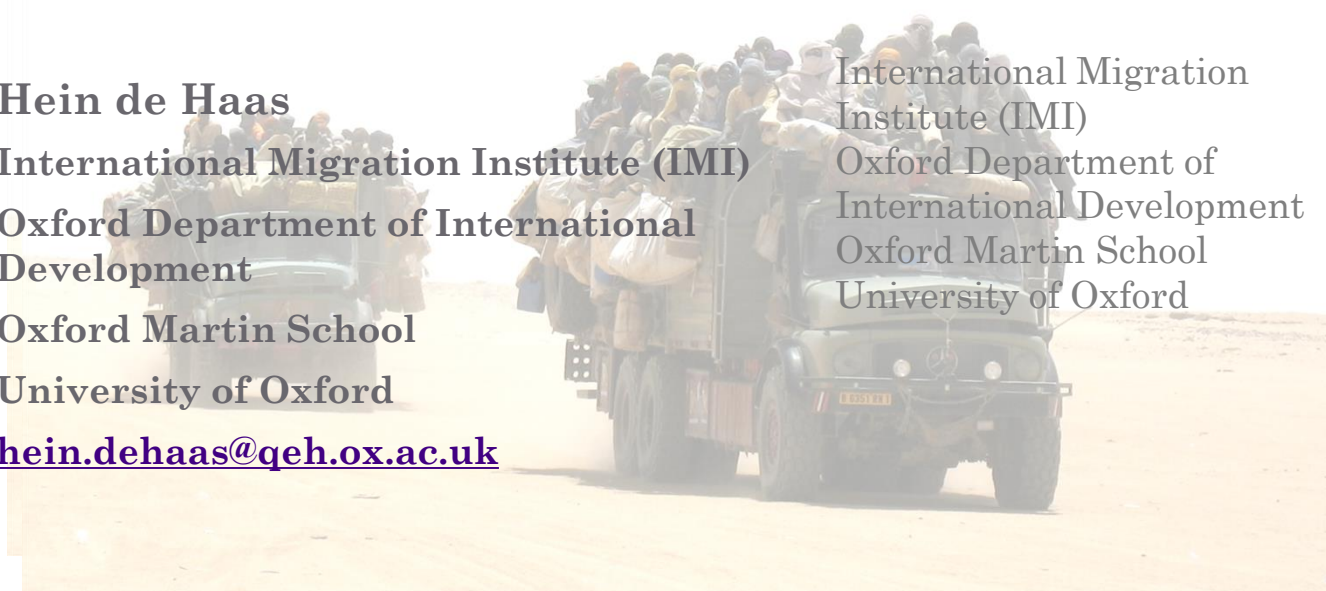 Hein de Haas
International Migration Institute (IMI)
Oxford Department of International
Development
Oxford Martin School
University of Oxford
hein.dehaas@qeh.ox.ac.uk
International Migration
Institute (IMI)
Oxford Department of
International Development
Oxford Martin School
University of Oxford